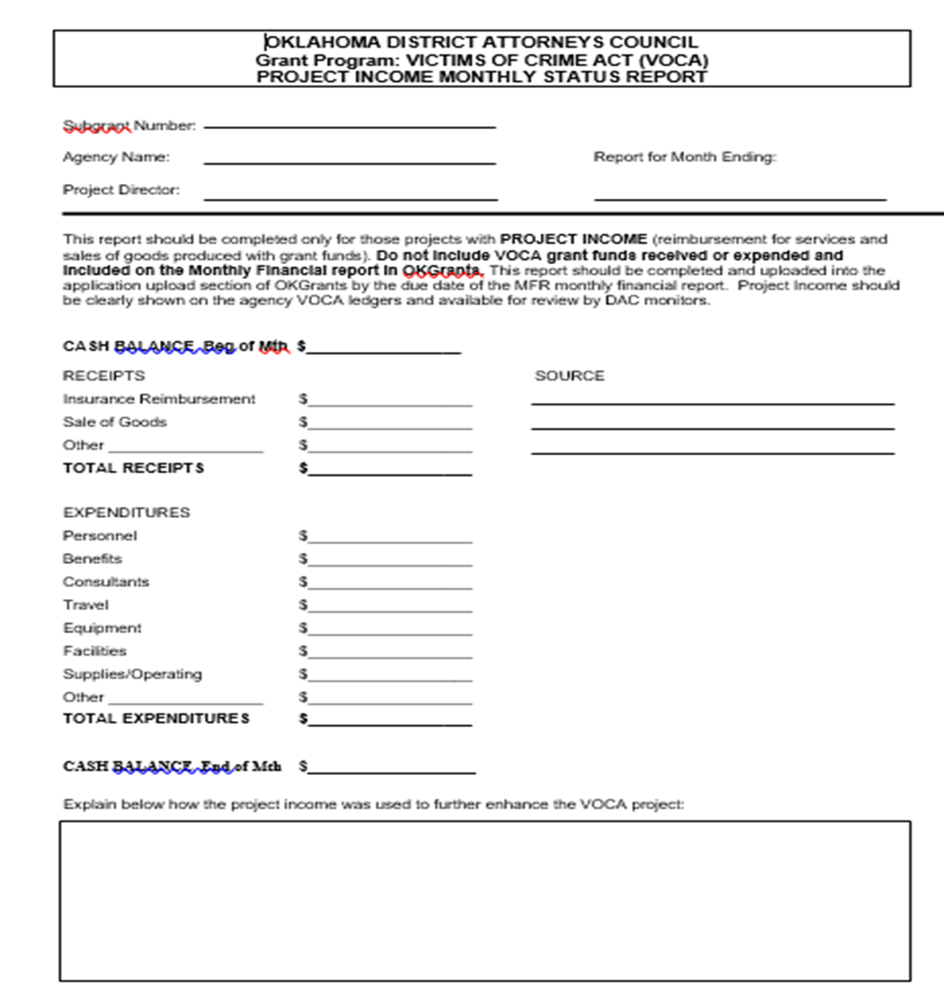 OKLAHOMA DISTRICT ATTORNEYS COUNCIL
Grant Program: VICTIMS OF CRIME ACT (VOCA)
PROJECT INCOME MONTHLY STATUS REPORT
Subgrant Number:
Agency Name: Report for Month Ending:
Project Director:
This report should be completed only for those projects with PROJECT INCOME (reimbursement for services and
sales of goods produced with grant funds). Do not include VOCA grant funds received or expended and
included on the Monthly Financial report in OKGrants. This report should be completed and uploaded into the
application upload section of OKGrants by the due date of the MFR monthly financial report. Project Income should
be clearly shown on the agency VOCA ledgers and available for review by DAC monitors.
CASH BALANCE, Beg of Mth $
RECEIPTS SOURCE
Insurance Reimbursement $
Sale of Goods $
Other $
TOTAL RECEIPTS $
EXPENDITURES
Personnel $
Benefits $
Consultants $
Travel $
Equipment $
Facilities $
Supplies/Operating $
Other $
TOTAL EXPENDITURES $
CASH BALANCE, End of Mth $
Explain below how the project income was used to further enhance the VOCA project: